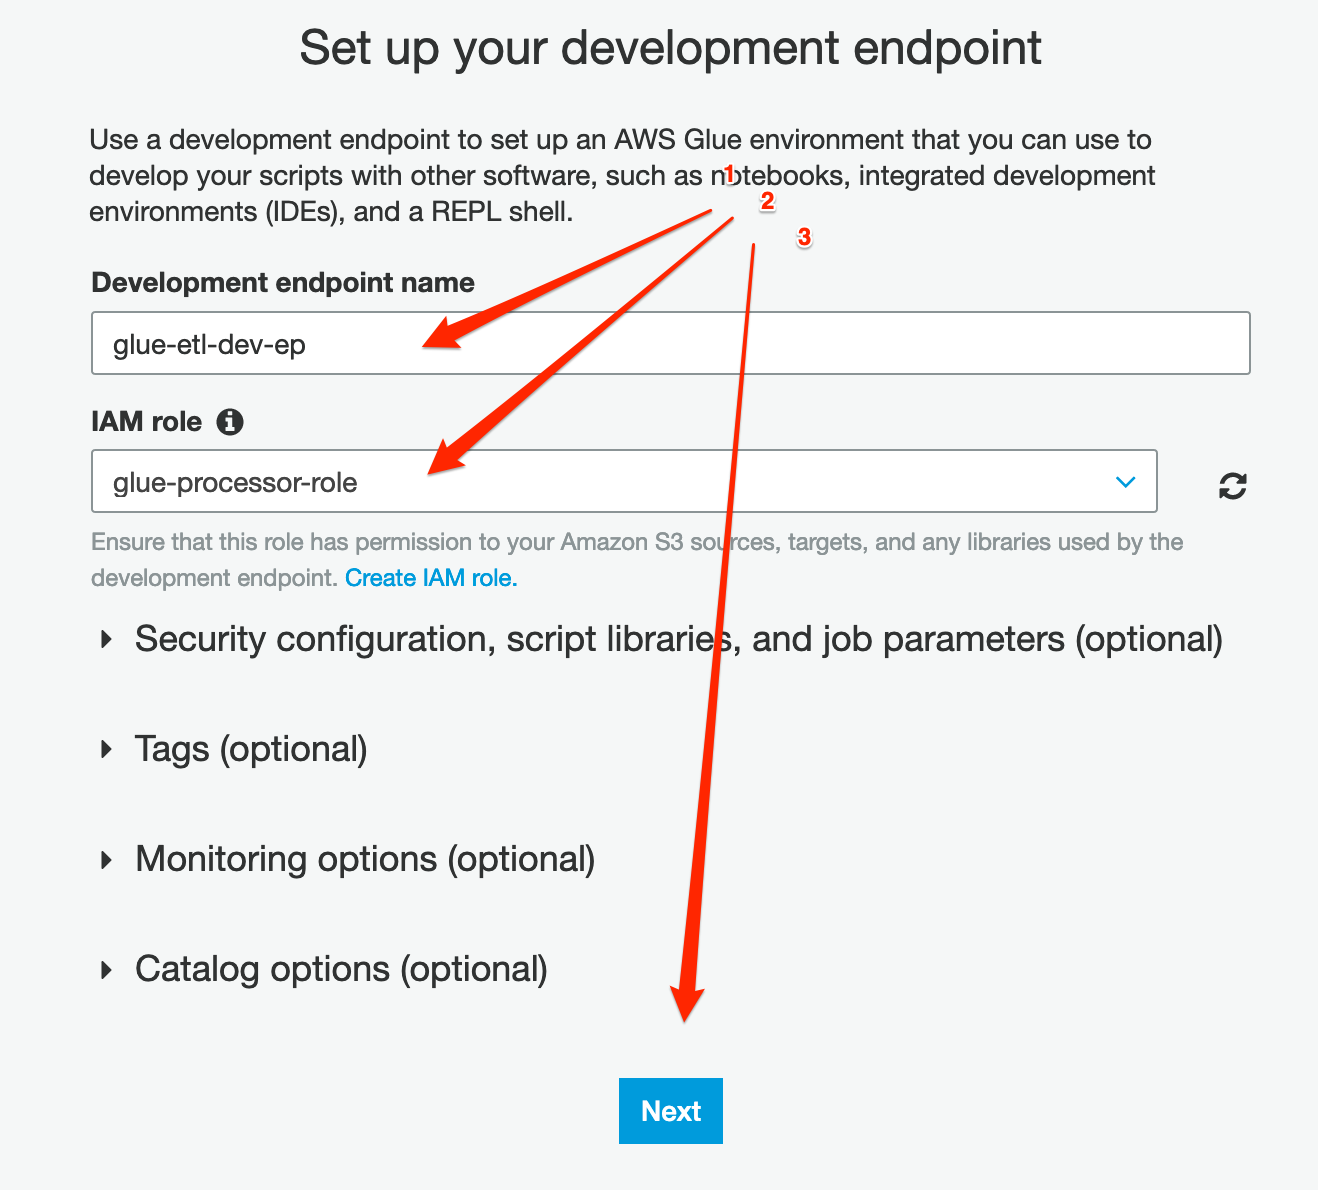 Set up your development endpoint
Use a development endpoint to set up an AWS Glue environment that you can use to
develop your scripts with other software, such as notebooks, integrated development
environments (IDEs), and a REPL shell.
1
2
3
Development endpoint name
glue-etl-dev-ep
IAM role
glue-processor-role
Ensure that this role has permission to your Amazon S3 sources, targets, and any libraries used by the
development endpoint. Create IAM role.
Security configuration, script libraries, and job parameters (optional)
Tags (optional)
Monitoring options (optional)
Catalog options (optional)
Next